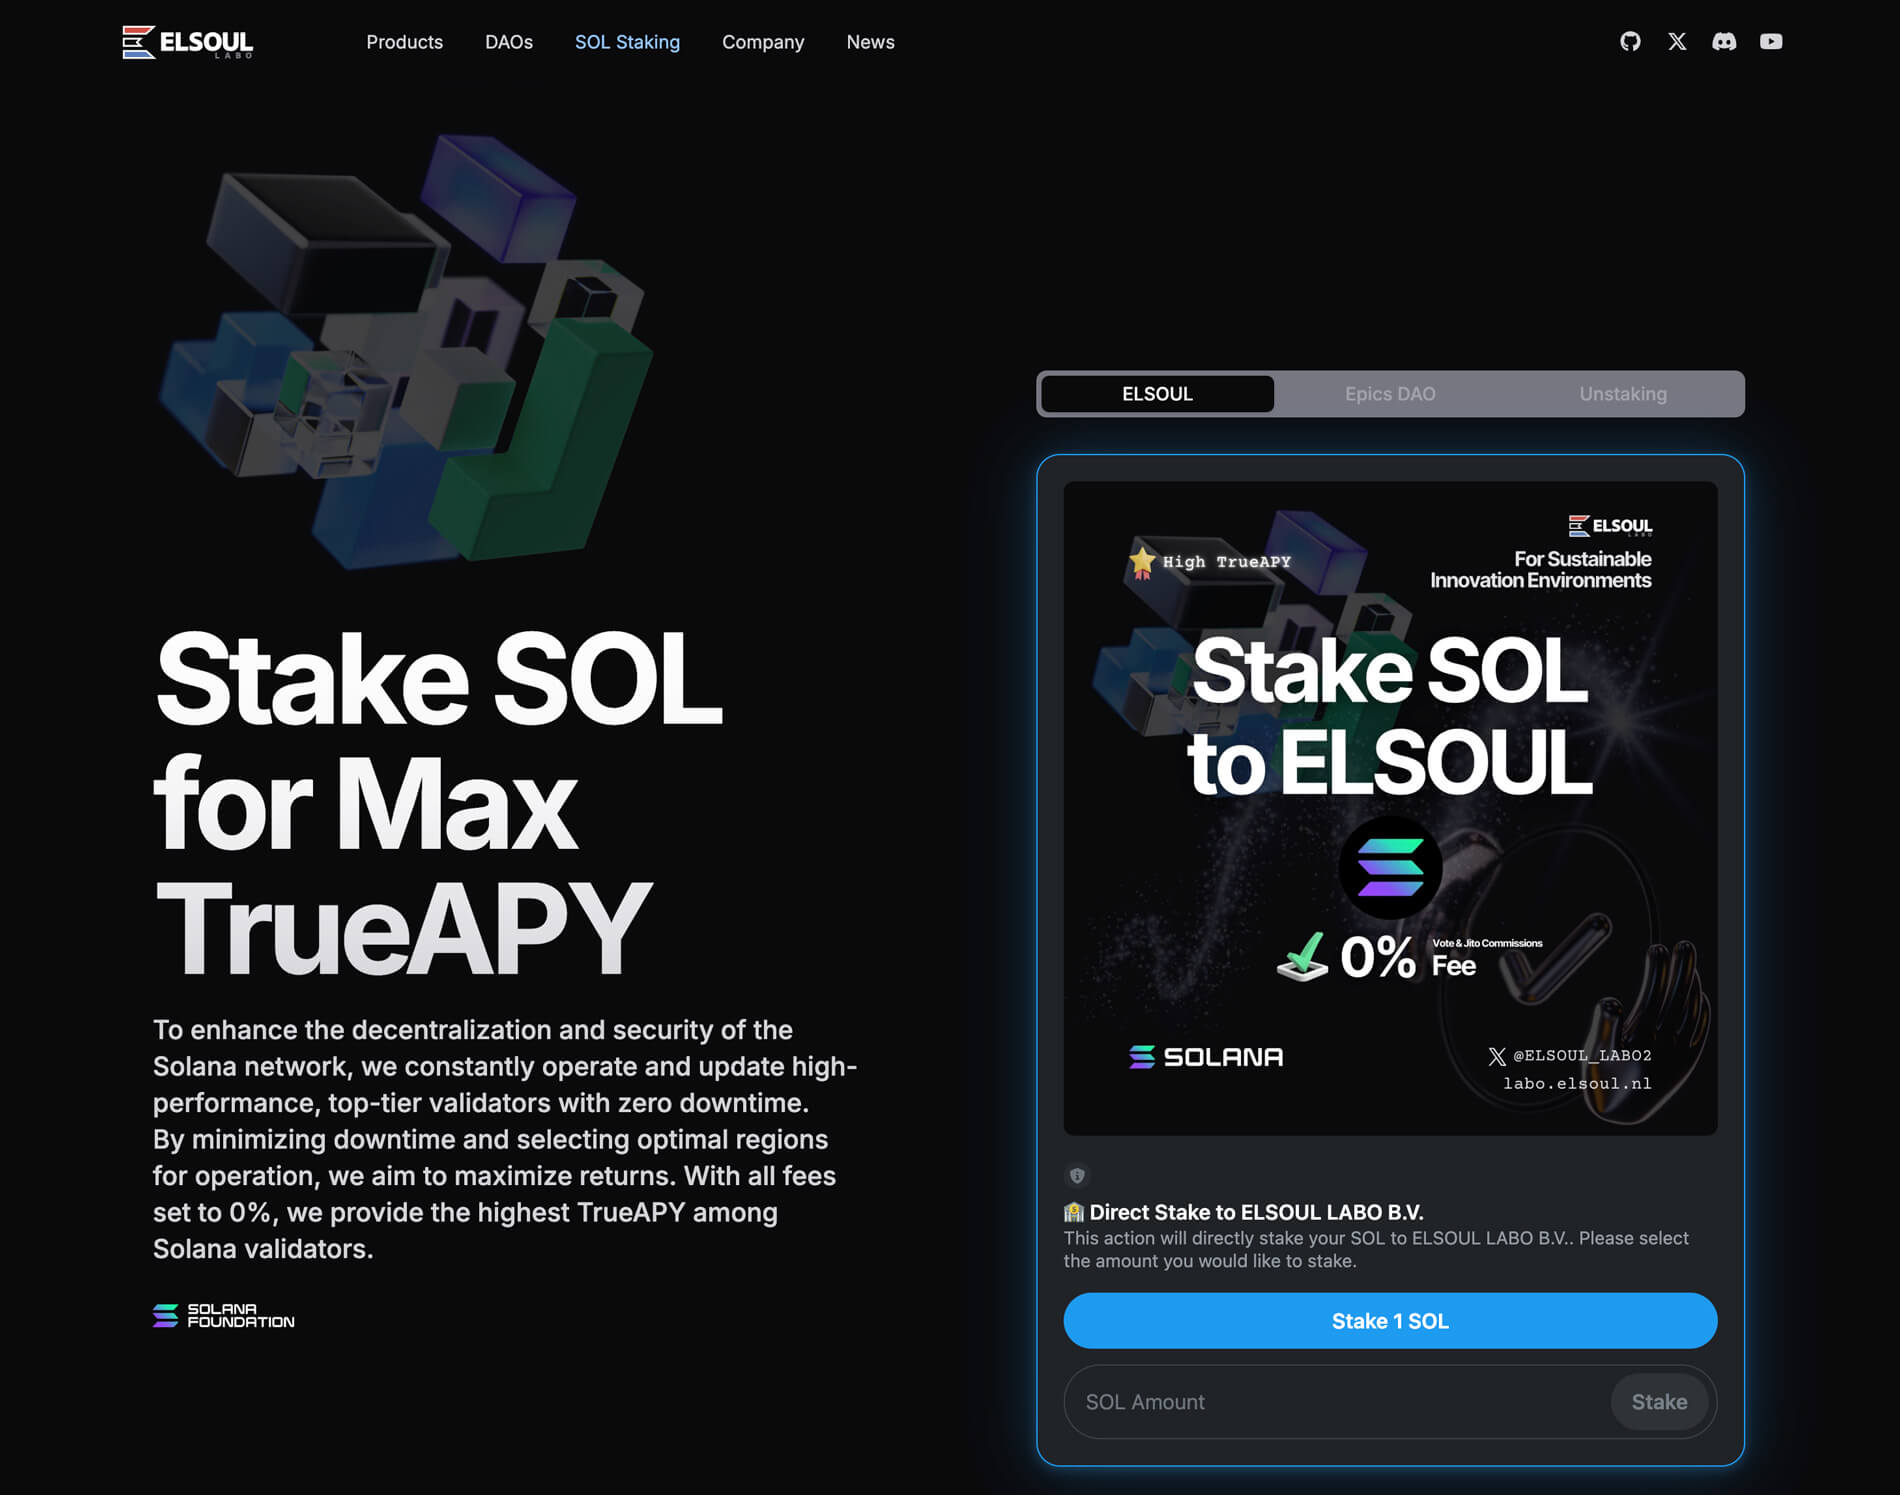 ELSOUL
LABO
Products
DAOs
SOL Staking
Company
News
Stake SOL
for Max
TrueAPY
To enhance the decentralization and security of the
Solana network, we constantly operate and update high-
performance, top-tier validators with zero downtime.
By minimizing downtime and selecting optimal regions
for operation, we aim to maximize returns. With all fees
set to 0%, we provide the highest TrueAPY among
Solana validators.
SOLANA
FOUNDATION
ELSOUL
Epics DAO
Unstaking
High TrueAPY
ELSOUL
LABO
For Sustainable
Innovation Environments
Stake SOL
to ELSOUL
0%
Vote & Jito Commissions
Fee
SOLANA
@ELSOUL_LABO2
labo.elsoul.nl
Direct Stake to ELSOUL LABO B.V.
This action will directly stake your SOL to ELSOUL LABO B.V.. Please select
the amount you would like to stake.
Stake 1 SOL
SOL Amount
Stake